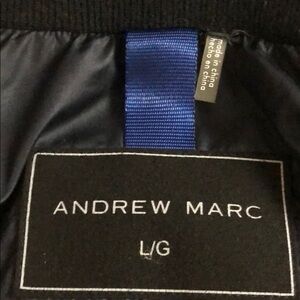 made in china
hecho en china
ANDREW MARC
L/G